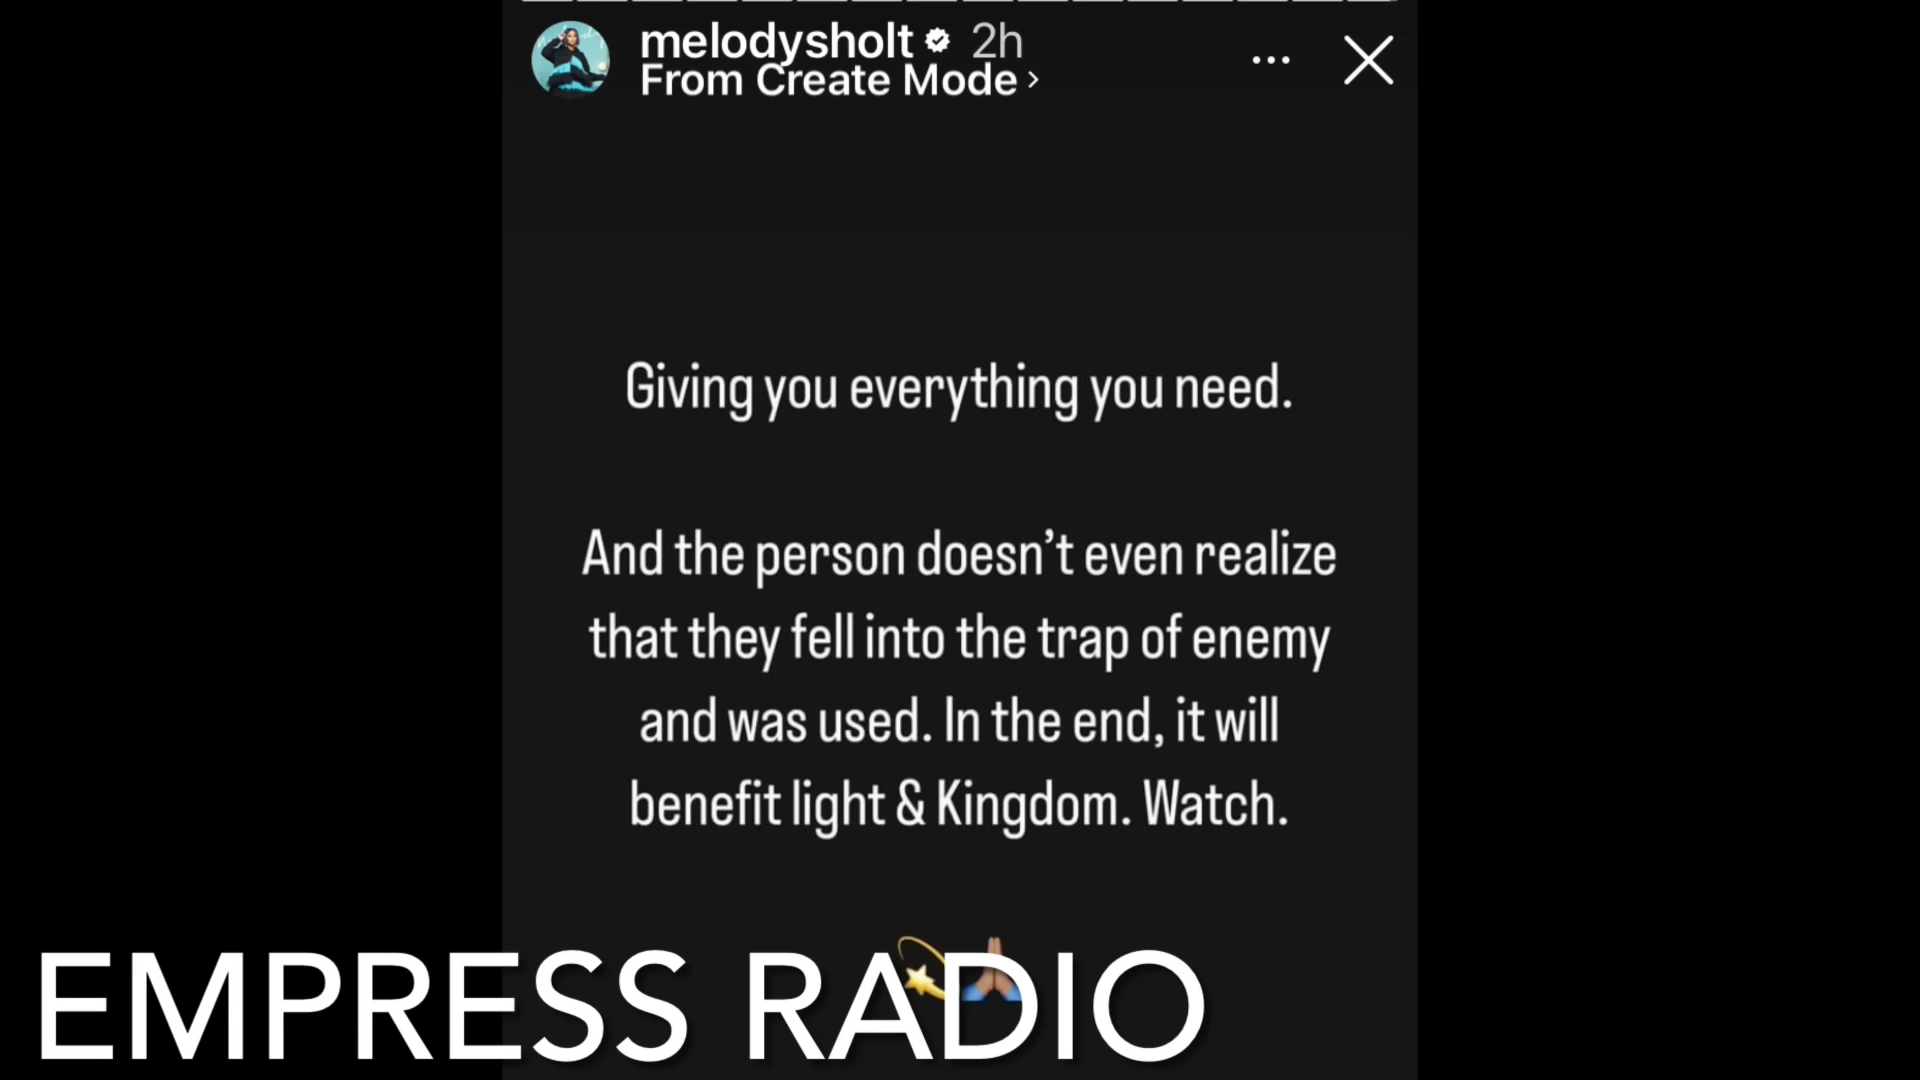 melodysholt 2h
From Create Mode
Giving you everything you need.
And the person doesn't even realize
that they fell into the trap of enemy
and was used. In the end, it will
benefit light & Kingdom. Watch.
EMPRESS RADIO